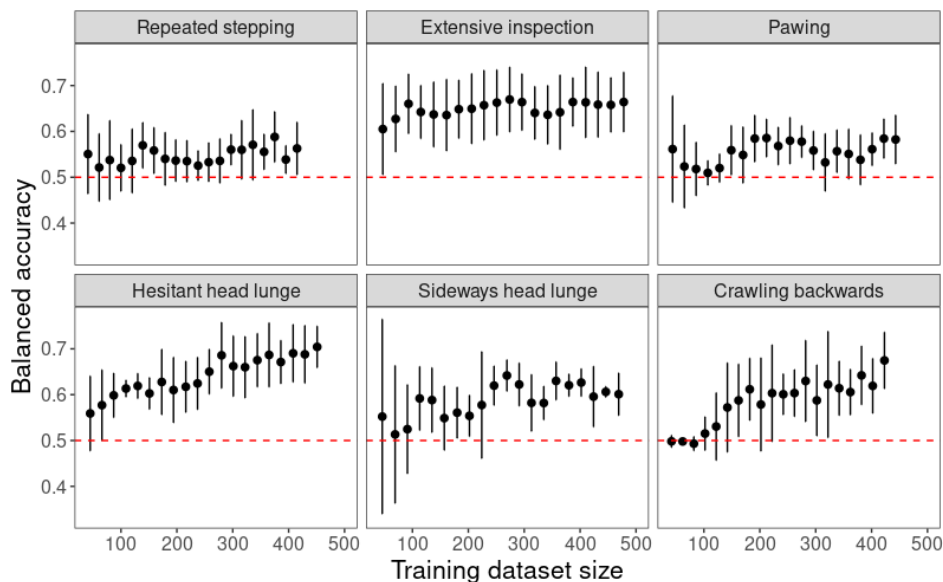 Repeated stepping
Extensive inspection
Pawing
0.7
0.6
0.5
0.4
Balanced accuracy
Hesitant head lunge
Sideways head lunge
Crawling backwards
0.7
0.6
0.5
0.4
100 200 300 400 500 100 200 300 400 500 100 200 300 400 500
Training dataset size